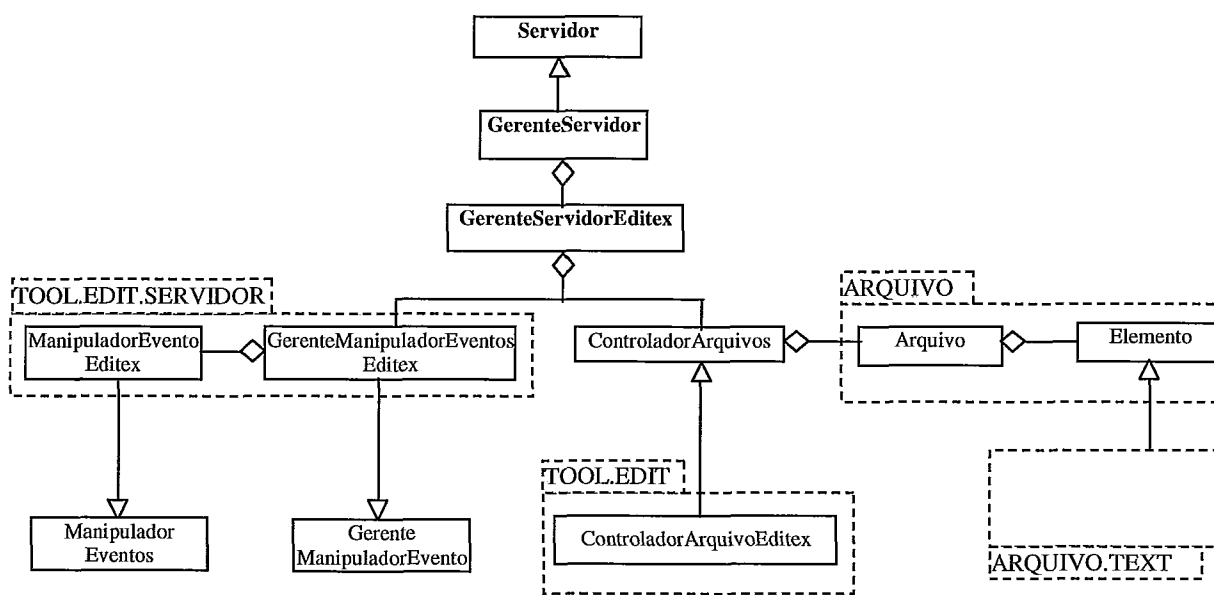 Servidor
GerenteServidor
GerenteServidorEditex
TOOL.EDIT.SERVIDOR
ManipuladorEvento
Editex
GerenteManipuladorEventos
Editex
ControladorArquivos
ARQUIVO
Arquivo
Elemento
Manipulador
Eventos
Gerente
ManipuladorEvento
TOOL.EDIT
ControladorArquivoEditex
ARQUIVO.TEXT